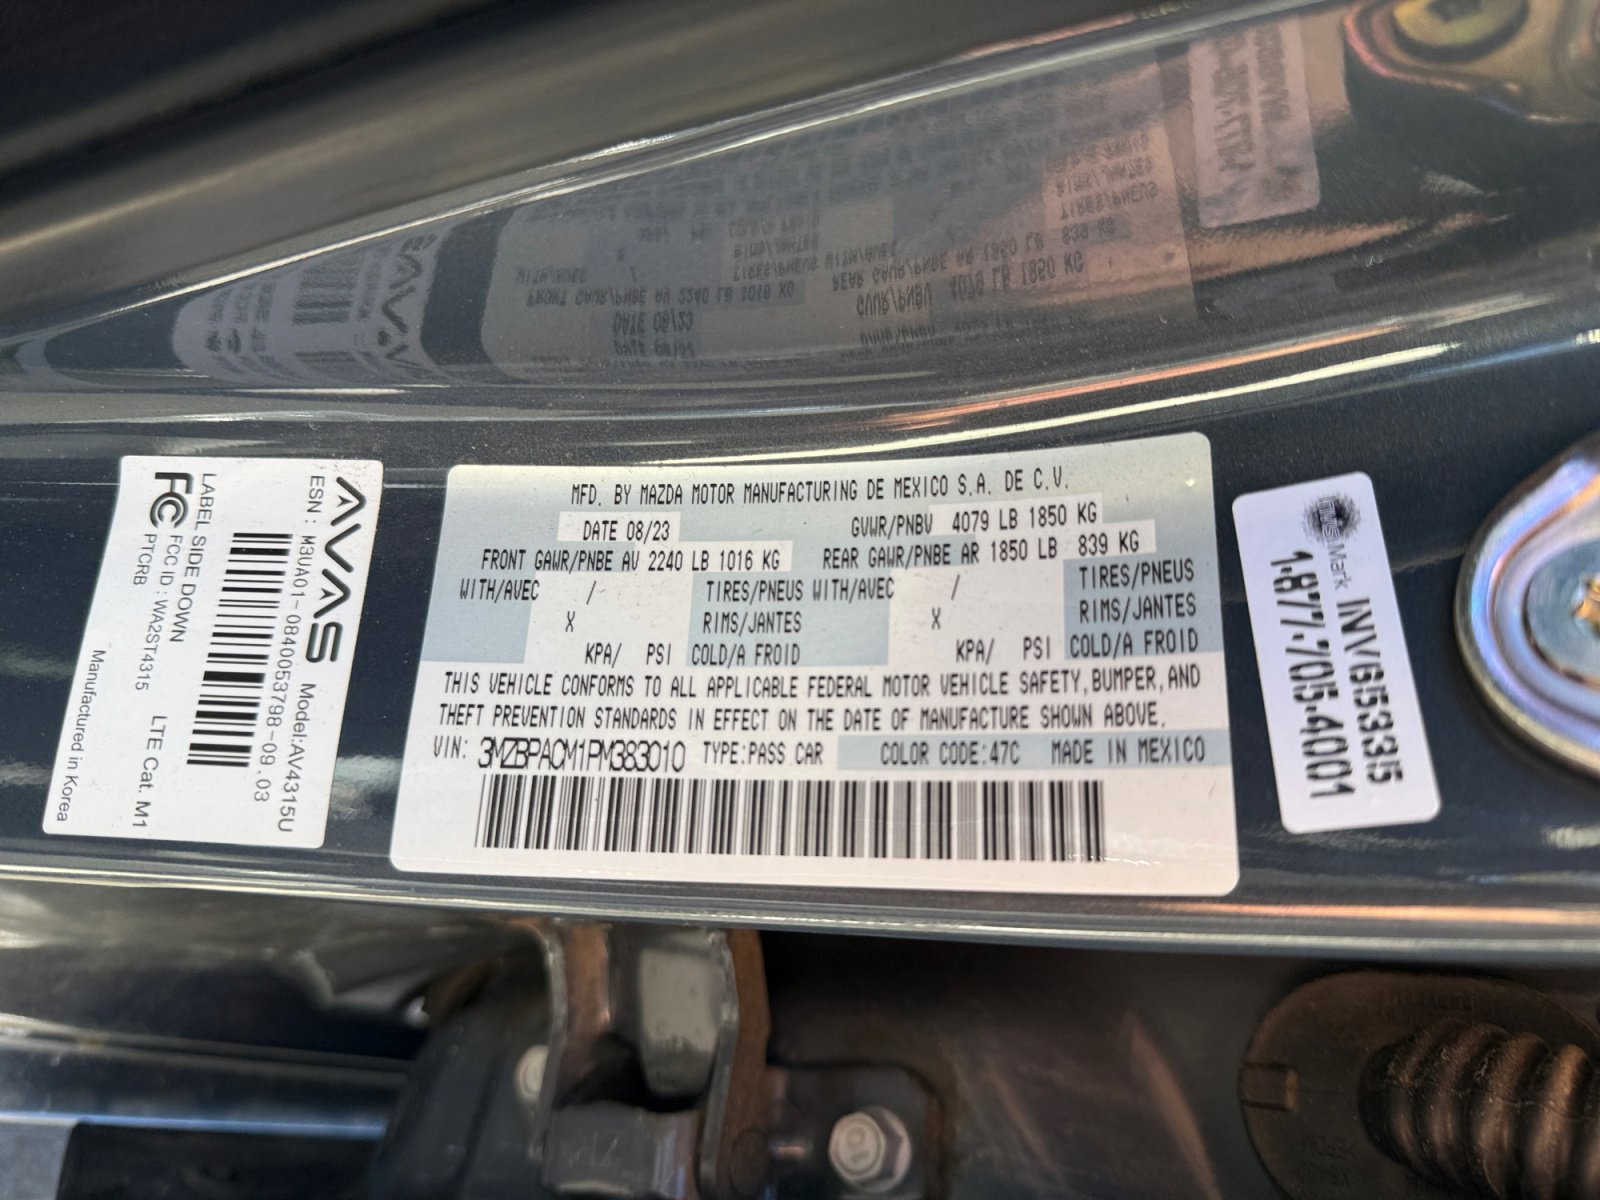 AVAS
ESN: M3UA01-0840053798-09.03
Model:AV4315U
LABEL SIDE DOWN
FCC ID : WA2ST4315
PTCRB
LTE Cat. M1
Manufactured in Korea
MFD. BY MAZDA MOTOR MANUFACTURING DE MEXICO S.A. DE C.V.
DATE 08/23 GVWR/PNBV 4079 LB 1850 KG
FRONT GAWR/PNBE AV 2240 LB 1016 KG REAR GAWR/PNBE AR 1850 LB 839 KG
WITH/AVEC / TIRES/PNEUS WITH/AVEC / TIRES/PNEUS
X RIMS/JANTES X RIMS/JANTES
KPA/ PSI COLD/A FROID KPA/ PSI COLD/A FROID
THIS VEHICLE CONFORMS TO ALL APPLICABLE FEDERAL MOTOR VEHICLE SAFETY, BUMPER, AND
THEFT PREVENTION STANDARDS IN EFFECT ON THE DATE OF MANUFACTURE SHOWN ABOVE.
VIN: 3MZBPACM1PM383010 TYPE:PASS CAR COLOR CODE:47C MADE IN MEXICO
InvisiMark INV65335
1.877.705.4001